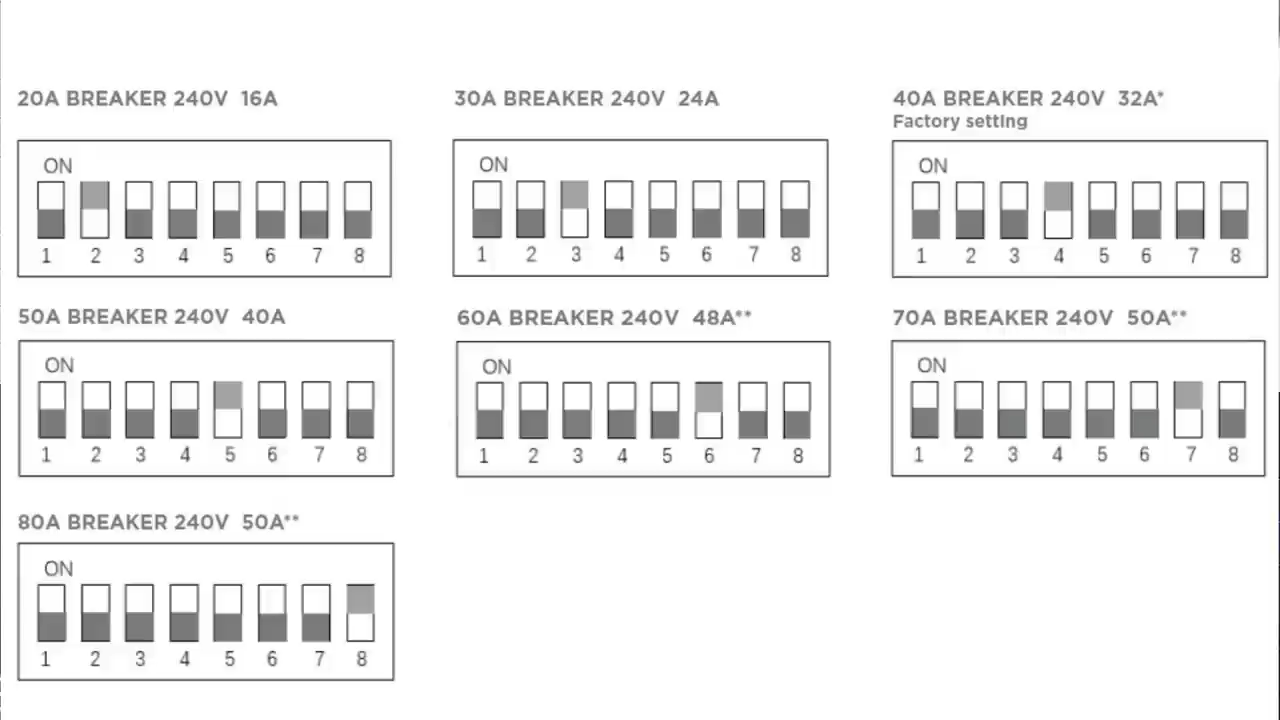 20A BREAKER 240V 16A
ON
1 2 3 4 5 6 7 8
30A BREAKER 240V 24A
ON
1 2 3 4 5 6 7 8
40A BREAKER 240V 32A*
Factory setting
ON
1 2 3 4 5 6 7 8
50A BREAKER 240V 40A
ON
1 2 3 4 5 6 7 8
60A BREAKER 240V 48A**
ON
1 2 3 4 5 6 7 8
70A BREAKER 240V 50A**
ON
1 2 3 4 5 6 7 8
80A BREAKER 240V 50A**
ON
1 2 3 4 5 6 7 8